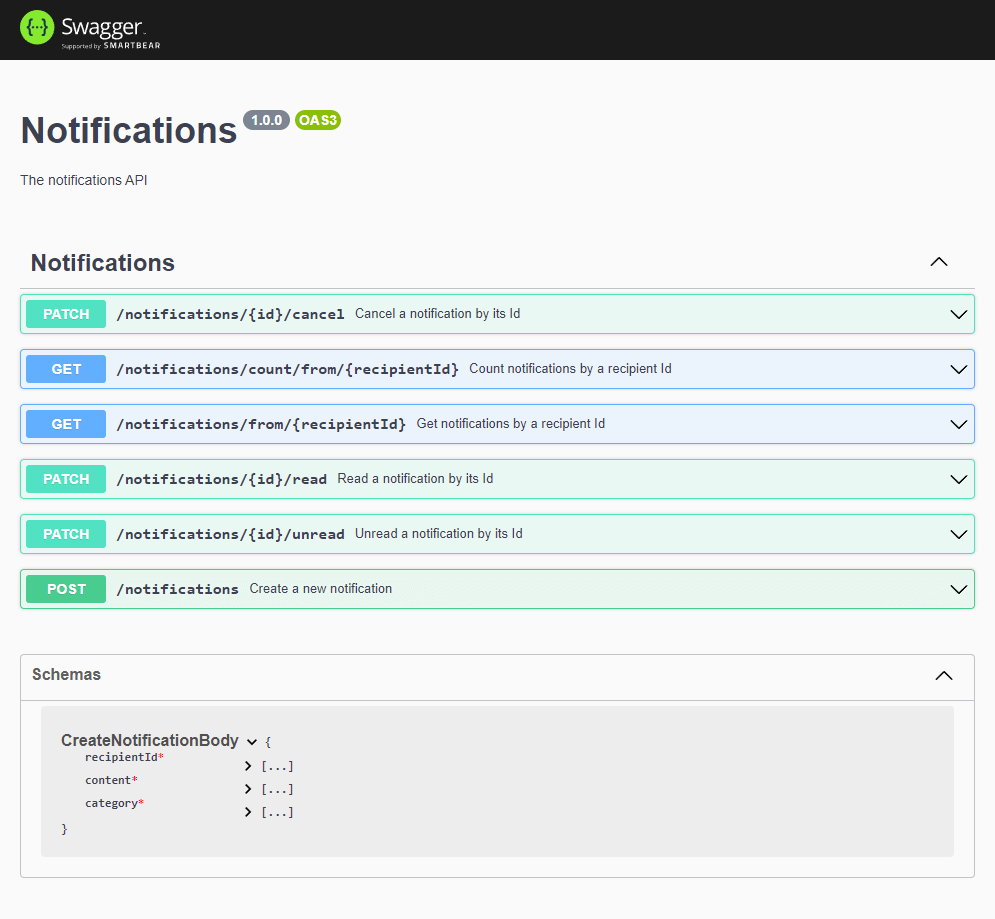 Swagger
Supported by SMARTBEAR
Notifications 1.0.0 OAS3
The notifications API
Notifications
PATCH /notifications/{id}/cancel Cancel a notification by its Id
GET /notifications/count/from/{recipientId} Count notifications by a recipient Id
GET /notifications/from/{recipientId} Get notifications by a recipient Id
PATCH /notifications/{id}/read Read a notification by its Id
PATCH /notifications/{id}/unread Unread a notification by its Id
POST /notifications Create a new notification
Schemas
CreateNotificationBody {
recipientId* [...]
content* [...]
category* [...]
}